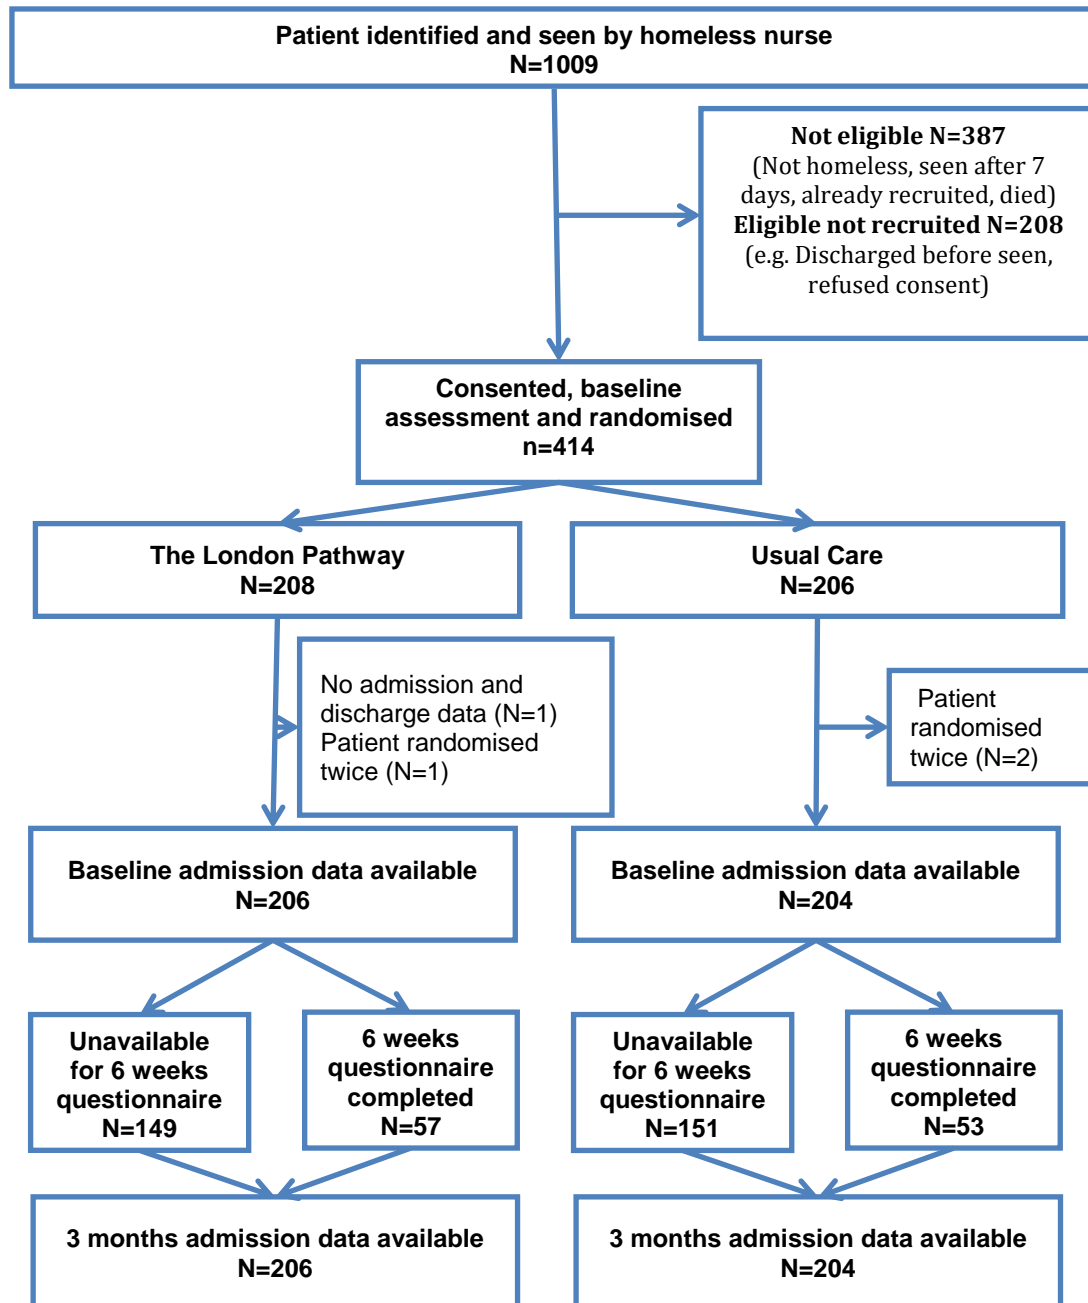 Patient identified and seen by homeless nurse
N=1009
Not eligible N=387
(Not homeless, seen after 7
days, already recruited, died)
Eligible not recruited N=208
(e.g. Discharged before seen,
refused consent)
Consented, baseline
assessment and randomised
n=414
The London Pathway
N=208
Usual Care
N=206
No admission and
discharge data (N=1)
Patient randomised
twice (N=1)
Patient
randomised
twice (N=2)
Baseline admission data available
N=206
Baseline admission data available
N=204
Unavailable
for 6 weeks
questionnaire
N=149
6 weeks
questionnaire
completed
N=57
Unavailable
for 6 weeks
questionnaire
N=151
6 weeks
questionnaire
completed
N=53
3 months admission data available
N=206
3 months admission data available
N=204